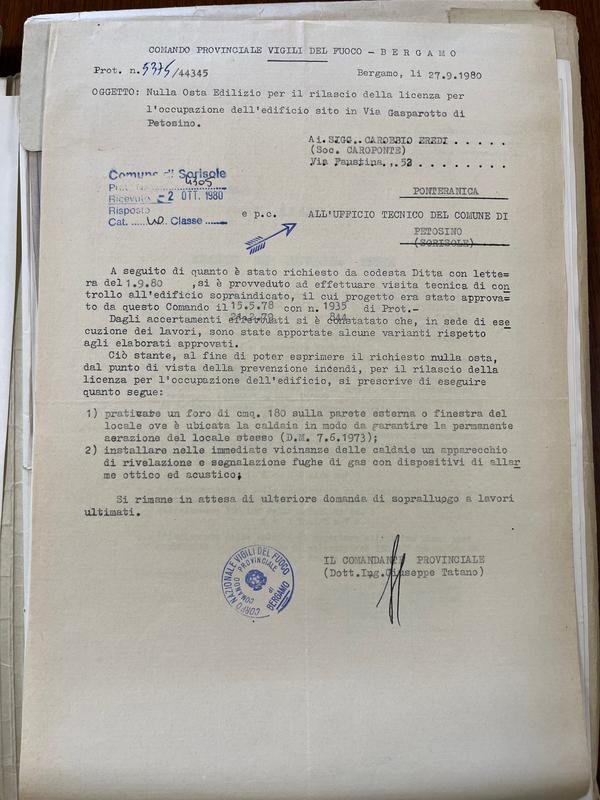 COMANDO PROVINCIALE VIGILI DEL FUOCO - BERGAMO
Prot. n. 5375/44345
Bergamo, li 27.9.1980
OGGETTO: Nulla Osta Edilizio per il rilascio della licenza per
l'occupazione dell'edificio sito in Via Gasparotto di
Petosino.
Ai.SIGG. CAROBBIO EREDI . . . . .
(Soc. CAROPONTE)
Via Faustina .,52 . . . . . . . .
Comune di Sorisole
Prot. N. 4305
Ricevuto - 2 OTT. 1980
Risposto
Cat. ...... Classe ......
PONTERANICA
e p.c.
ALL'UFFICIO TECNICO DEL COMUNE DI
PETOSINO
(SORISOLE)
A seguito di quanto è stato richiesto da codesta Ditta con lette=
ra del 1.9.80 ,si è provveduto ad effettuare visita tecnica di con
trollo all'edificio sopraindicato, il cui progetto era stato approva=
to da questo Comando il 15.5.78 con n. 1935 di Prot.-
21.2.79 844
Dagli accertamenti effettuati si è constatato che, in sede di ese
cuzione dei lavori, sono state apportate alcune varianti rispetto
agli elaborati approvati.
Ciò stante, al fine di poter esprimere il richiesto nulla osta,
dal punto di vista della prevenzione incendi, per il rilascio della
licenza per l'occupazione dell'edificio, si prescrive di eseguire
quanto segue:
1) praticare un foro di cmq. 180 sulla parete esterna o finestra del
locale ove è ubicata la caldaia in modo da garantire la permanente
aerazione del locale stesso (D.M. 7.6.1973);
2) installare nelle immediate vicinanze delle caldaie un apparecchio
di rivelazione e segnalazione fughe di gas con dispositivi di allar
me ottico ed acustico;
Si rimane in attesa di ulteriore domanda di sopralluogo a lavori
ultimati.
CORPO NAZIONALE VIGILI DEL FUOCO
COMANDO PROVINCIALE DI
BERGAMO
IL COMANDANTE PROVINCIALE
(Dott.Ing.Giuseppe Tatano)